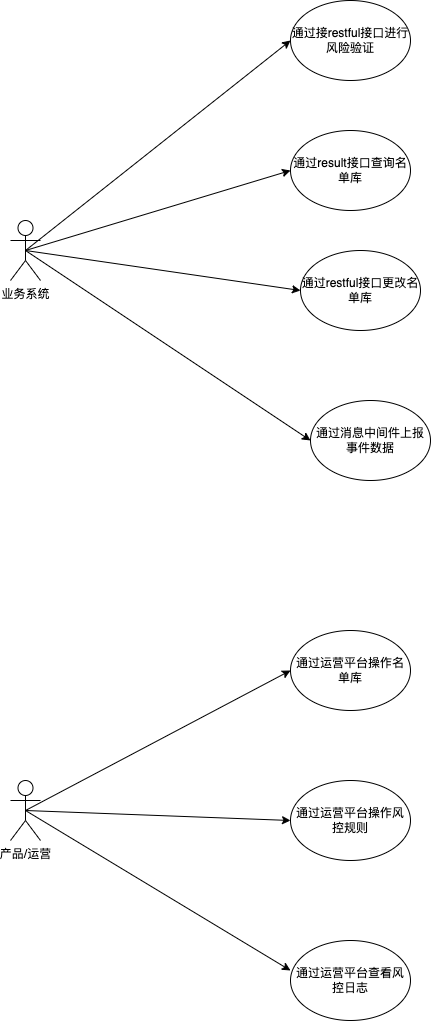 通过接restful接口进行
风险验证
通过result接口查询名
单库
业务系统
通过restful接口更改名
单库
通过消息中间件上报
事件数据
通过运营平台操作名
单库
通过运营平台操作风
控规则
产品/运营
通过运营平台查看风
控日志